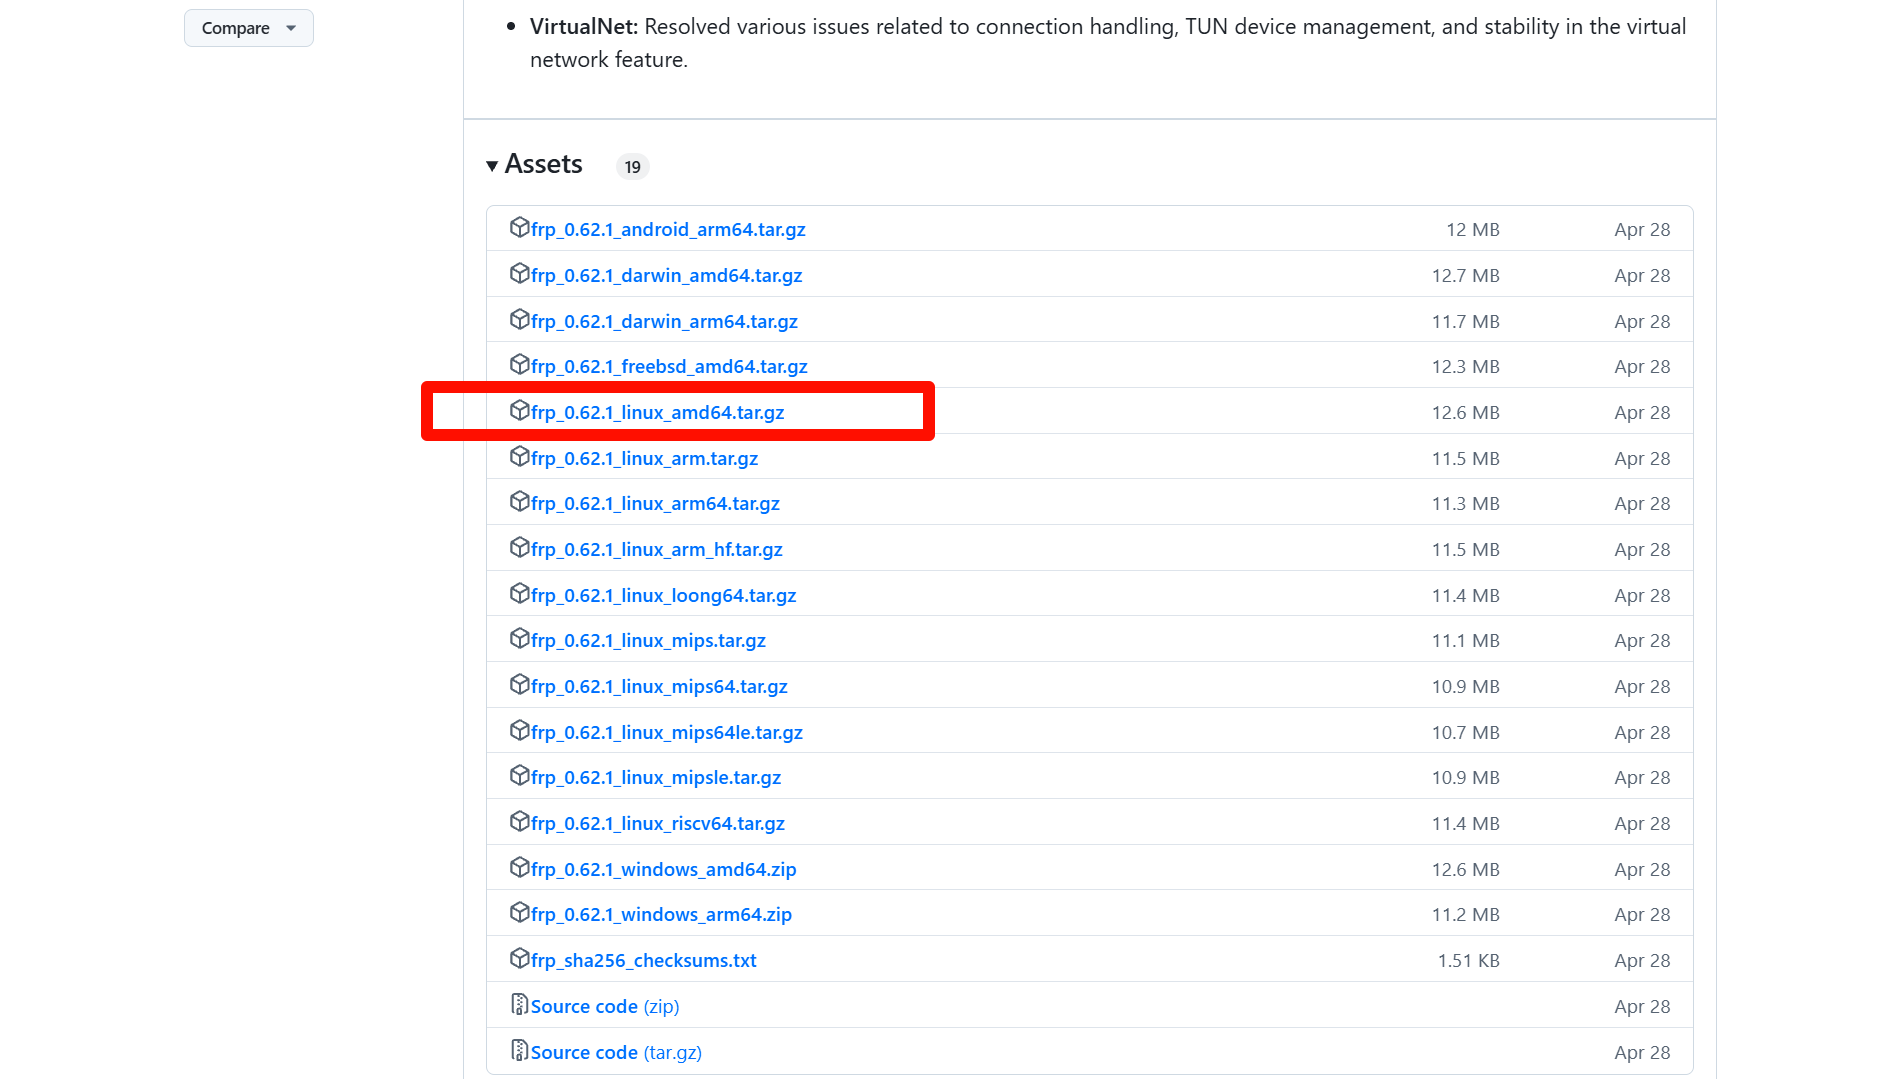 Compare
VirtualNet: Resolved various issues related to connection handling, TUN device management, and stability in the virtual
network feature.
Assets 19
frp_0.62.1_android_arm64.tar.gz 12 MB Apr 28
frp_0.62.1_darwin_amd64.tar.gz 12.7 MB Apr 28
frp_0.62.1_darwin_arm64.tar.gz 11.7 MB Apr 28
frp_0.62.1_freebsd_amd64.tar.gz 12.3 MB Apr 28
frp_0.62.1_linux_amd64.tar.gz 12.6 MB Apr 28
frp_0.62.1_linux_arm.tar.gz 11.5 MB Apr 28
frp_0.62.1_linux_arm64.tar.gz 11.3 MB Apr 28
frp_0.62.1_linux_arm_hf.tar.gz 11.5 MB Apr 28
frp_0.62.1_linux_loong64.tar.gz 11.4 MB Apr 28
frp_0.62.1_linux_mips.tar.gz 11.1 MB Apr 28
frp_0.62.1_linux_mips64.tar.gz 10.9 MB Apr 28
frp_0.62.1_linux_mips64le.tar.gz 10.7 MB Apr 28
frp_0.62.1_linux_mipsle.tar.gz 10.9 MB Apr 28
frp_0.62.1_linux_riscv64.tar.gz 11.4 MB Apr 28
frp_0.62.1_windows_amd64.zip 12.6 MB Apr 28
frp_0.62.1_windows_arm64.zip 11.2 MB Apr 28
frp_sha256_checksums.txt 1.51 KB Apr 28
Source code (zip) Apr 28
Source code (tar.gz) Apr 28